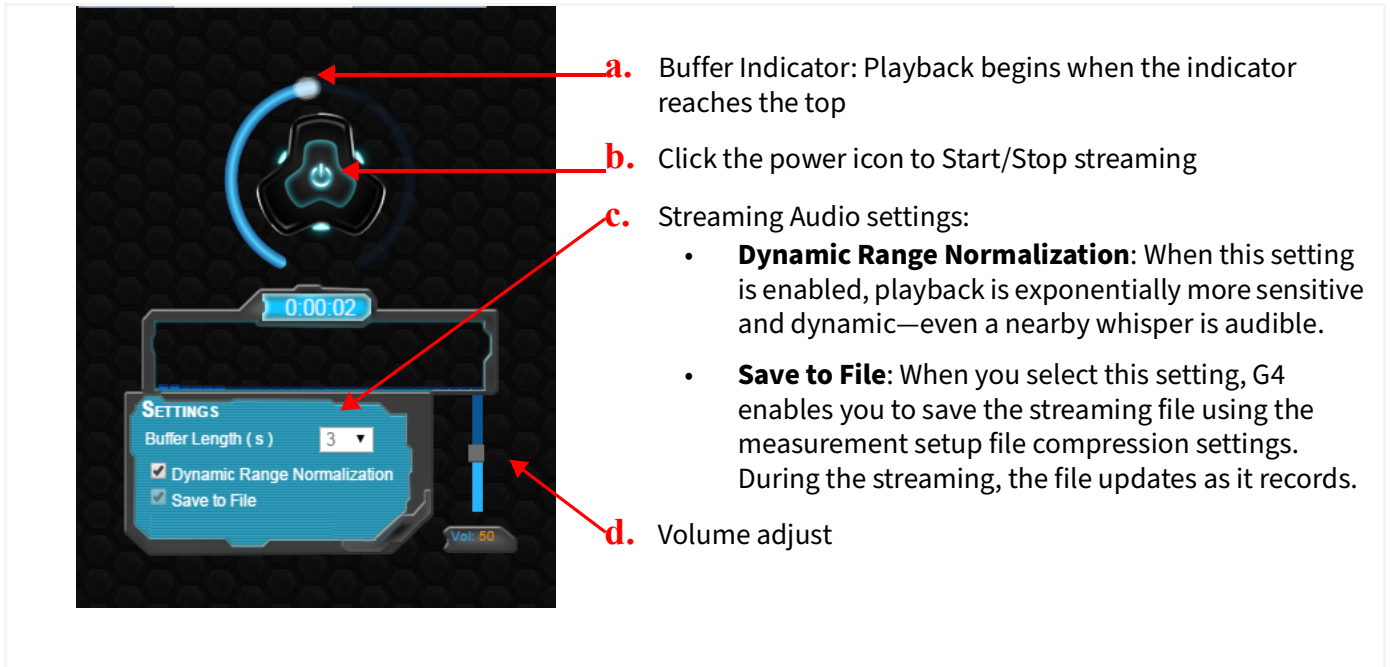 a. Buffer Indicator: Playback begins when the indicator
reaches the top
b. Click the power icon to Start/Stop streaming
c. Streaming Audio settings:
• Dynamic Range Normalization: When this setting
is enabled, playback is exponentially more sensitive
and dynamic—even a nearby whisper is audible.
• Save to File: When you select this setting, G4
enables you to save the streaming file using the
measurement setup file compression settings.
During the streaming, the file updates as it records.
d. Volume adjust
0:00:02
SETTINGS
Buffer Length ( s ) 3
Dynamic Range Normalization
Save to File
Vol: 50